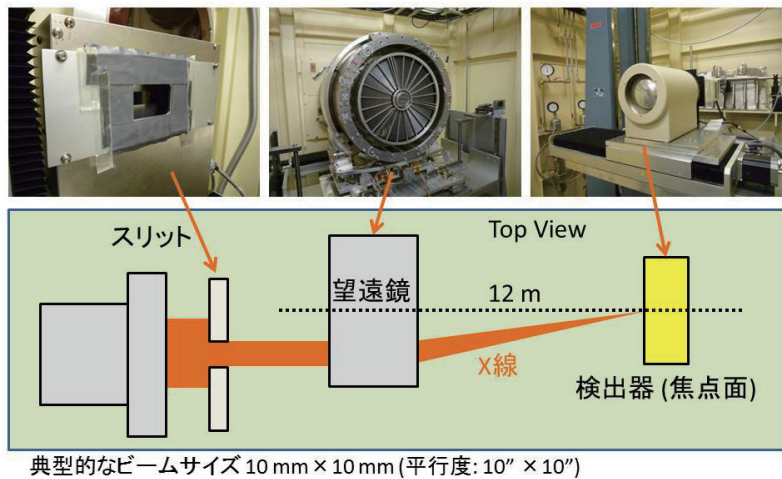 スリット
Top View
望遠鏡
12 m
X線
検出器 (焦点面)
典型的なビームサイズ 10 mm × 10 mm (平行度: 10” × 10”)